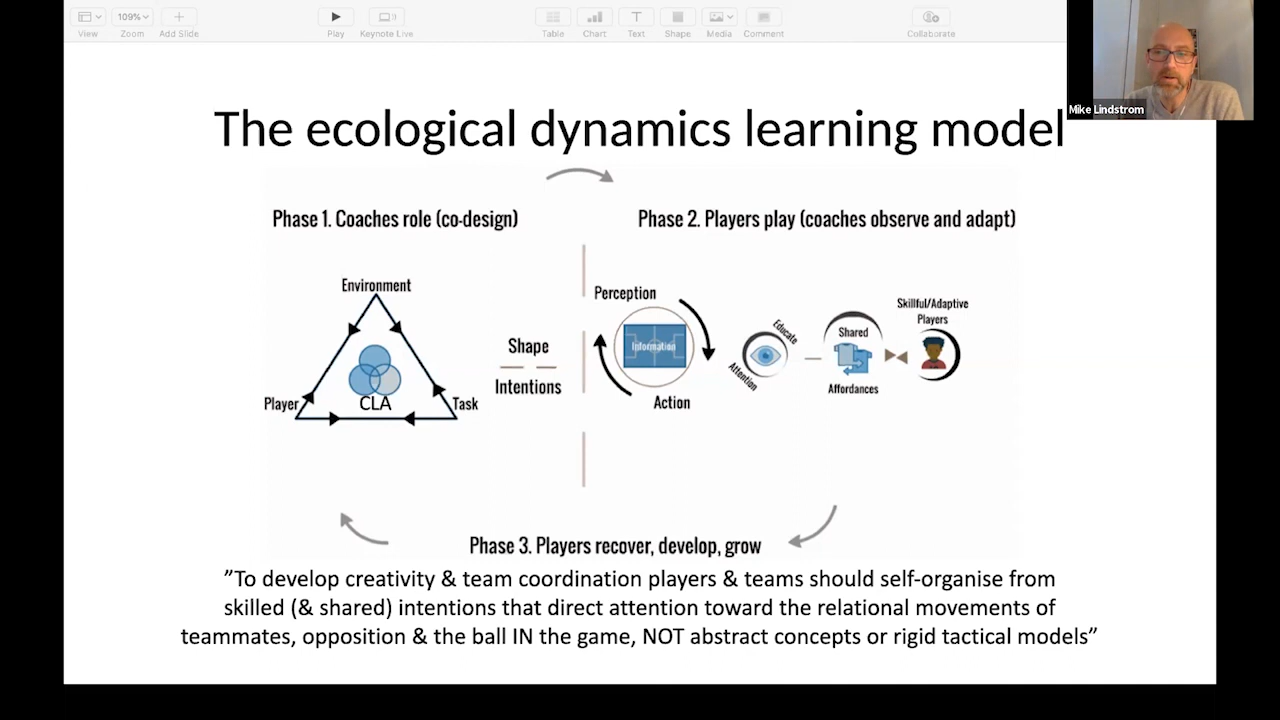 109%
View
Zoom
Add Slide
Play
Keynote Live
Table
Chart
Text
Shape
Media
Comment
Collaborate
Mike Lindstrom
The ecological dynamics learning model
Phase 1. Coaches role (co-design)
Phase 2. Players play (coaches observe and adapt)
Environment
Player
CLA
Task
Shape
Intentions
Perception
Information
Action
Educate
Attention
Shared
Affordances
Skillful/Adaptive
Players
Phase 3. Players recover, develop, grow
”To develop creativity & team coordination players & teams should self-organise from
skilled (& shared) intentions that direct attention toward the relational movements of
teammates, opposition & the ball IN the game, NOT abstract concepts or rigid tactical models”